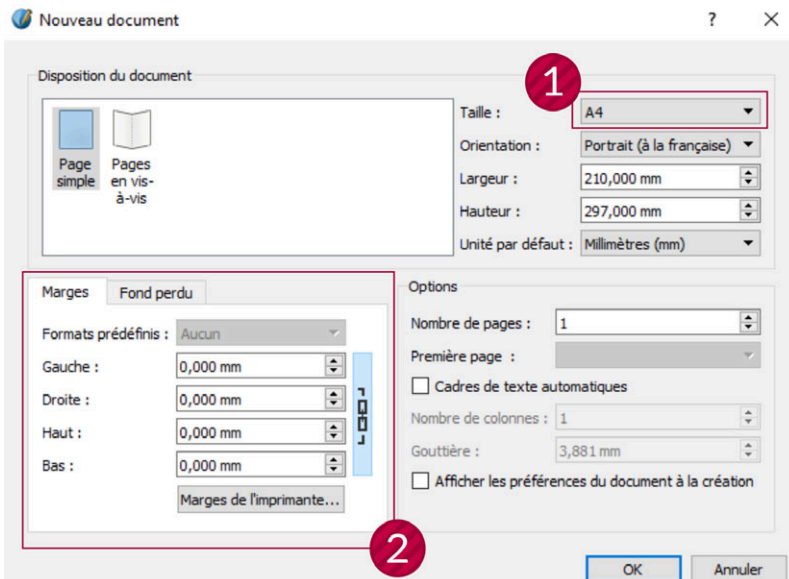 Nouveau document
?
Disposition du document
1
Page simple
Pages en vis-à-vis
Taille : A4
Orientation : Portrait (à la française)
Largeur : 210,000 mm
Hauteur : 297,000 mm
Unité par défaut : Millimètres (mm)
Marges Fond perdu
Formats prédéfinis : Aucun
Gauche : 0,000 mm
Droite : 0,000 mm
Haut : 0,000 mm
Bas : 0,000 mm
Marges de l'imprimante...
2
Options
Nombre de pages : 1
Première page :
Cadres de texte automatiques
Nombre de colonnes : 1
Gouttière : 3,881 mm
Afficher les préférences du document à la création
OK Annuler